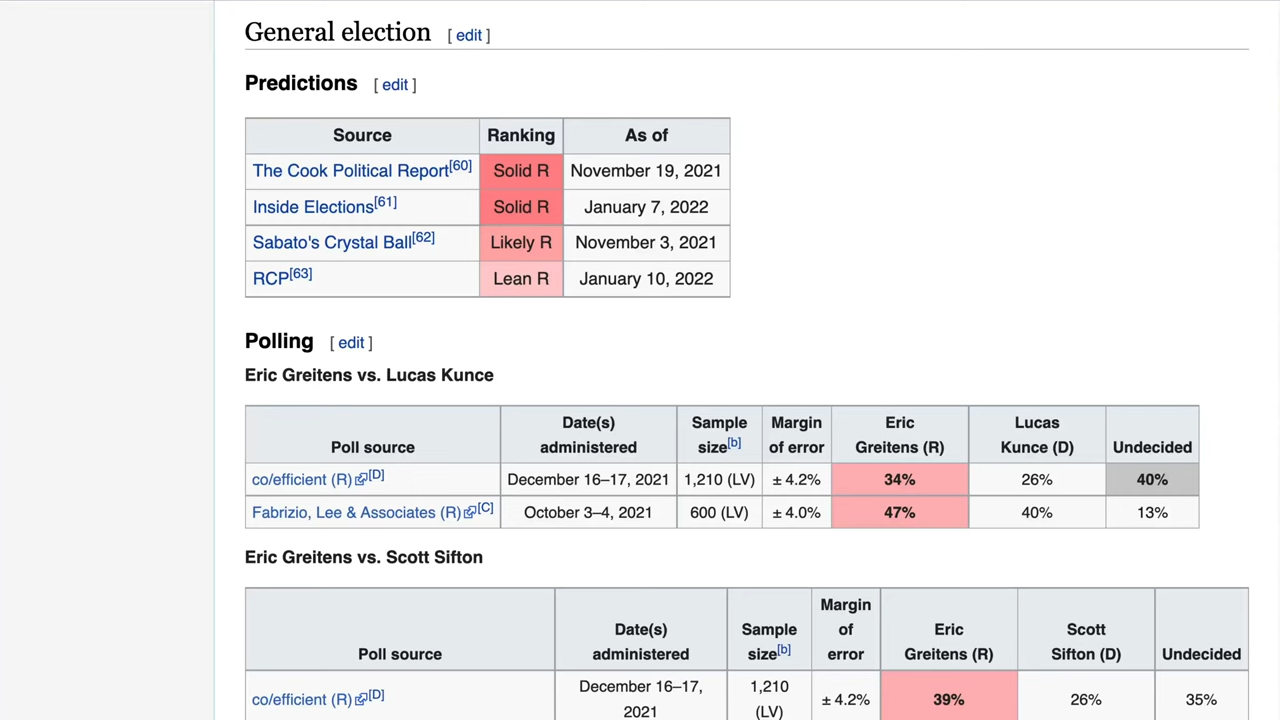 General election [ edit ]
Predictions [ edit ]
Source Ranking As of
The Cook Political Report[60] Solid R November 19, 2021
Inside Elections[61] Solid R January 7, 2022
Sabato's Crystal Ball[62] Likely R November 3, 2021
RCP[63] Lean R January 10, 2022
Polling [ edit ]
Eric Greitens vs. Lucas Kunce
Poll source Date(s) administered Sample size[b] Margin of error Eric Greitens (R) Lucas Kunce (D) Undecided
co/efficient (R)[D] December 16–17, 2021 1,210 (LV) ± 4.2% 34% 26% 40%
Fabrizio, Lee & Associates (R)[C] October 3–4, 2021 600 (LV) ± 4.0% 47% 40% 13%
Eric Greitens vs. Scott Sifton
Poll source Date(s) administered Sample size[b] Margin of error Eric Greitens (R) Scott Sifton (D) Undecided
co/efficient (R)[D] December 16–17, 2021 1,210 (LV) ± 4.2% 39% 26% 35%